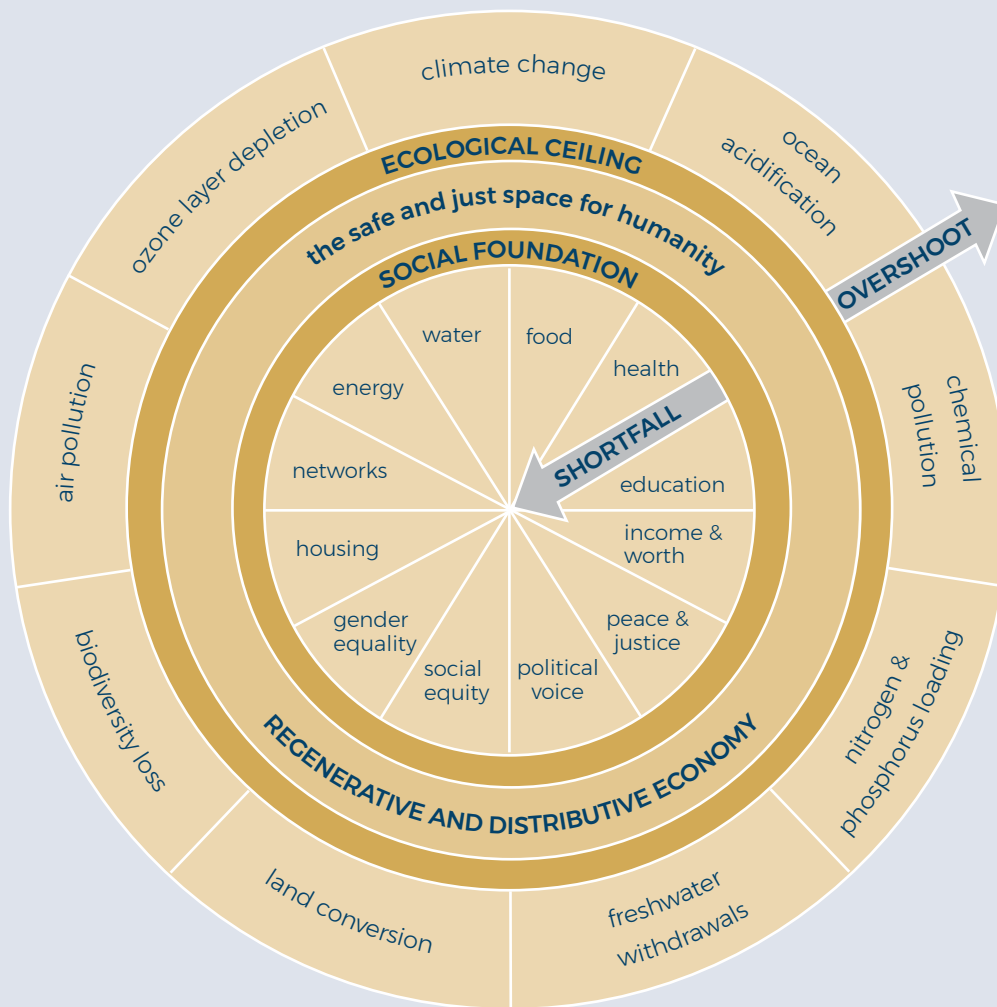 climate change
ocean
acidification
OVERSHOOT
chemical
pollution
nitrogen &
phosphorus loading
freshwater
withdrawals
land conversion
biodiversity loss
air pollution
ozone layer depletion
ECOLOGICAL CEILING
the safe and just space for humanity
SOCIAL FOUNDATION
water
food
health
SHORTFALL
education
income &
worth
peace &
justice
political
voice
social
equity
gender
equality
housing
networks
energy
REGENERATIVE AND DISTRIBUTIVE ECONOMY